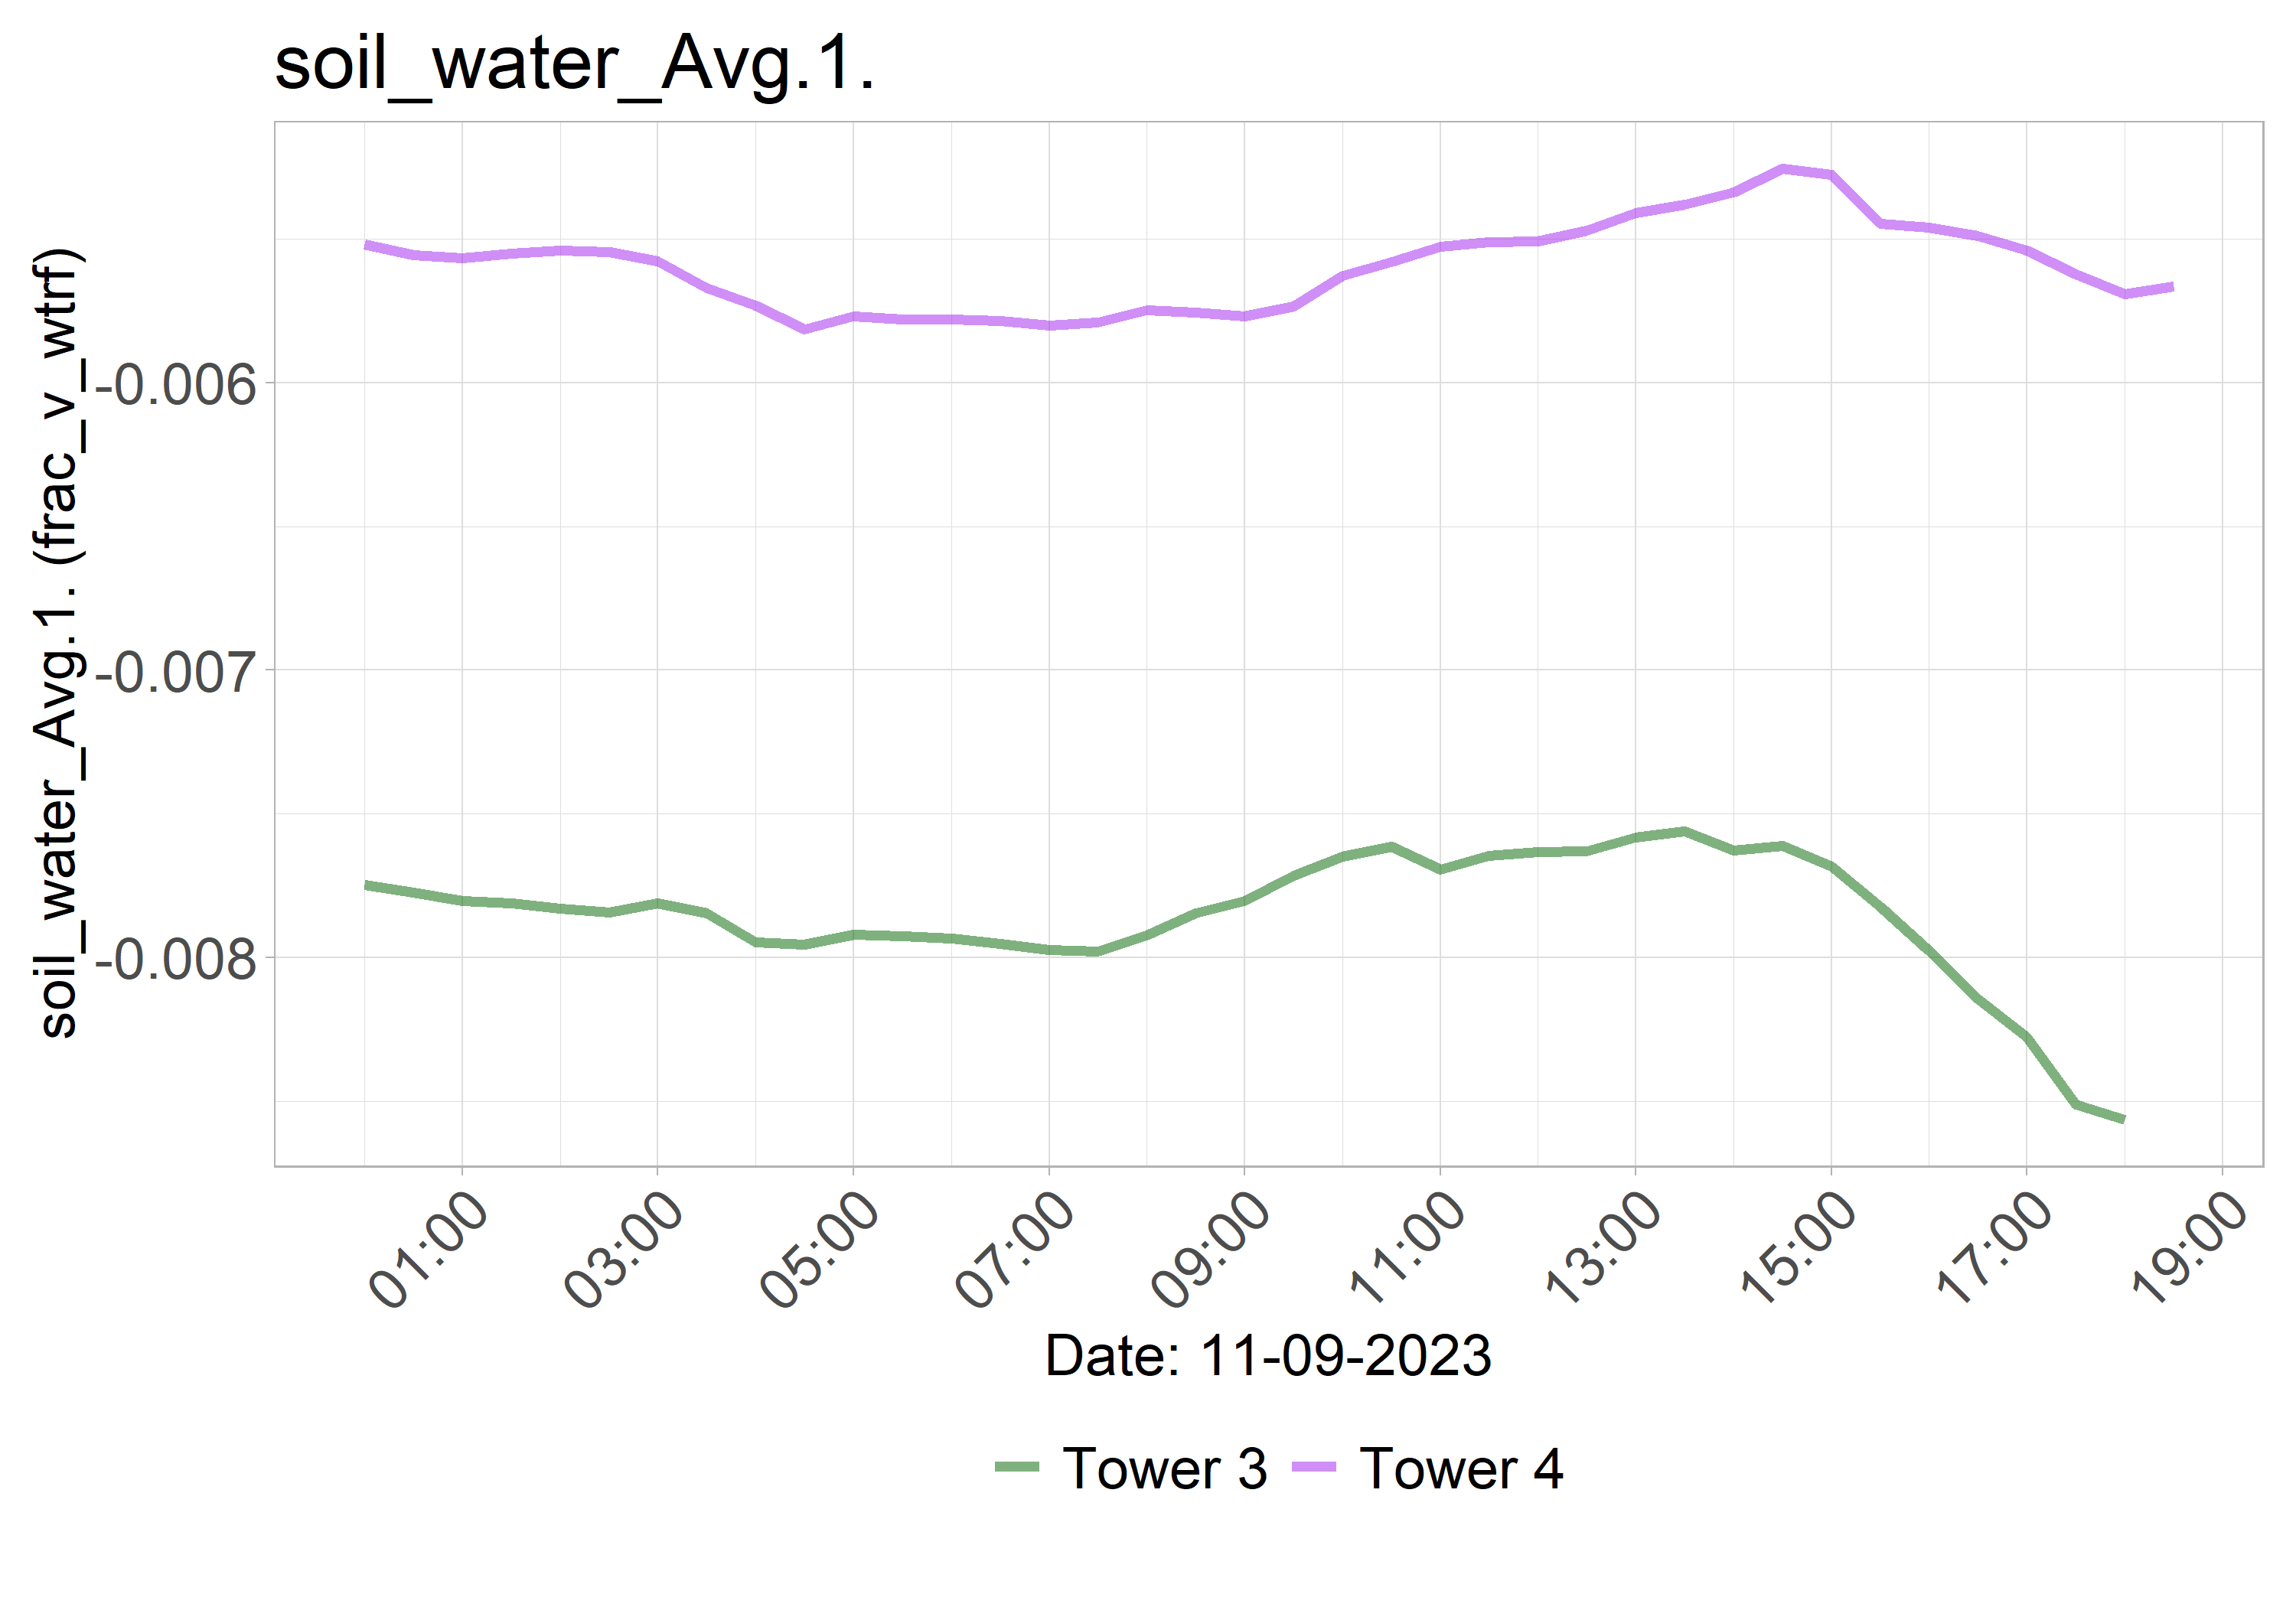 soil_water_Avg.1.
soil_water_Avg.1. (frac_v_wtrf)
-0.006
-0.007
-0.008
01:00
03:00
05:00
07:00
09:00
11:00
13:00
15:00
17:00
19:00
Date: 11-09-2023
Tower 3
Tower 4